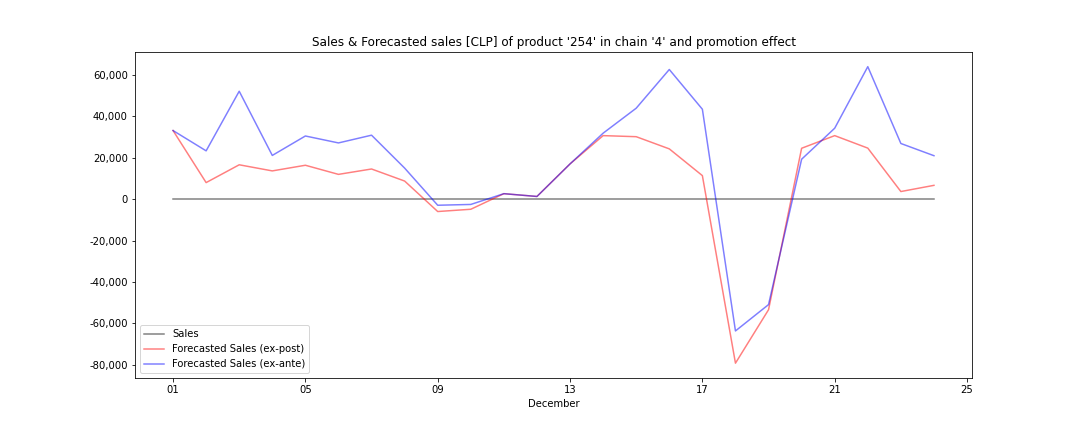 Sales & Forecasted sales [CLP] of product '254' in chain '4' and promotion effect
60,000
40,000
20,000
0
-20,000
-40,000
-60,000
-80,000
Sales
Forecasted Sales (ex-post)
Forecasted Sales (ex-ante)
01 05 09 13 17 21 25
December